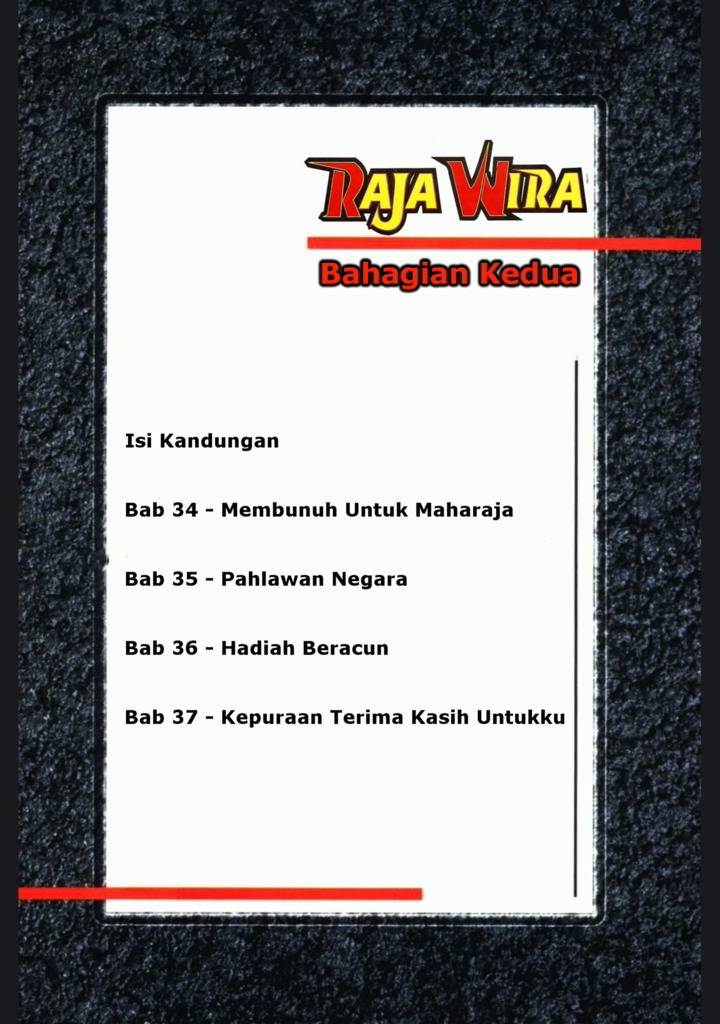 RAJA WIRA
Bahagian Kedua
Isi Kandungan
Bab 34 - Membunuh Untuk Maharaja
Bab 35 - Pahlawan Negara
Bab 36 - Hadiah Beracun
Bab 37 - Kepuraan Terima Kasih Untukku